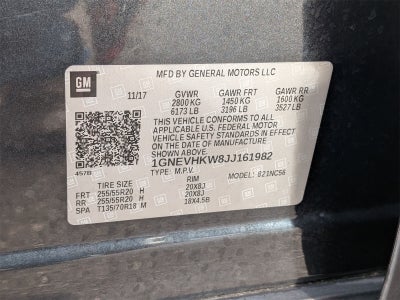 MFD BY GENERAL MOTORS LLC
GM
11/17 GVWR GAWR FRT GAWR RR
2800 KG 1450 KG 1600 KG
6173 LB 3196 LB 3527 LB
THIS VEHICLE CONFORMS TO ALL
APPLICABLE U.S. FEDERAL MOTOR
VEHICLE SAFETY STANDARDS IN EFFECT
ON THE DATE OF MANUFACTURE
SHOWN ABOVE.
1GNEVHKW8JJ161982
457B TYPE: M.P.V. 821NC56
TIRE SIZE RIM
FRT 255/55R20 H 20X8J
RR 255/55R20 H 20X8J
SPA T135/70R18 M 18X4.5B